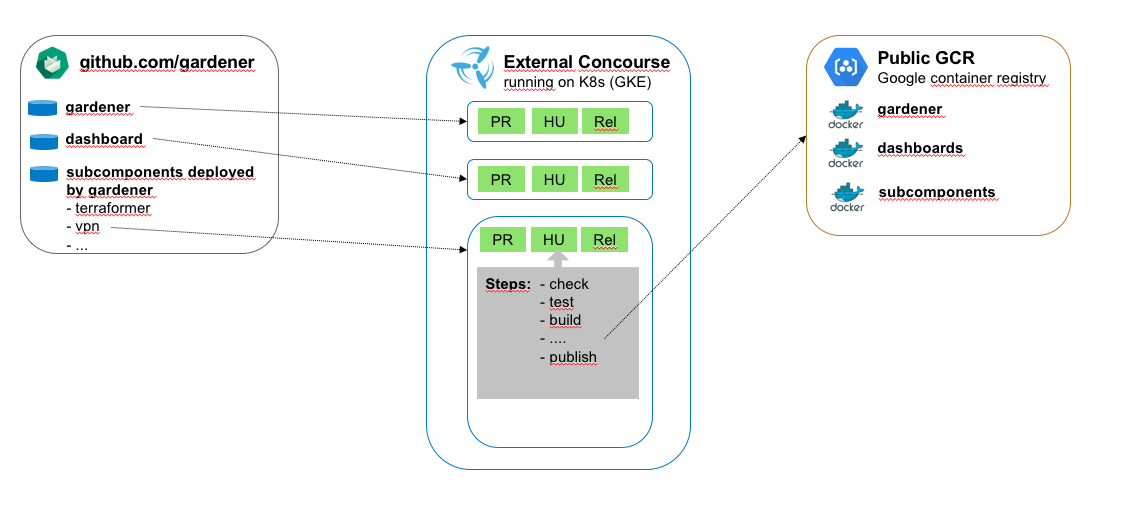 github.com/gardener
gardener
dashboard
subcomponents deployed
by gardener
- terraformer
- vpn
- ...
External Concourse
running on K8s (GKE)
PR HU Rel
PR HU Rel
PR HU Rel
Steps: - check
- test
- build
- ....
- publish
Public GCR
Google container registry
docker
gardener
docker
dashboards
docker
subcomponents